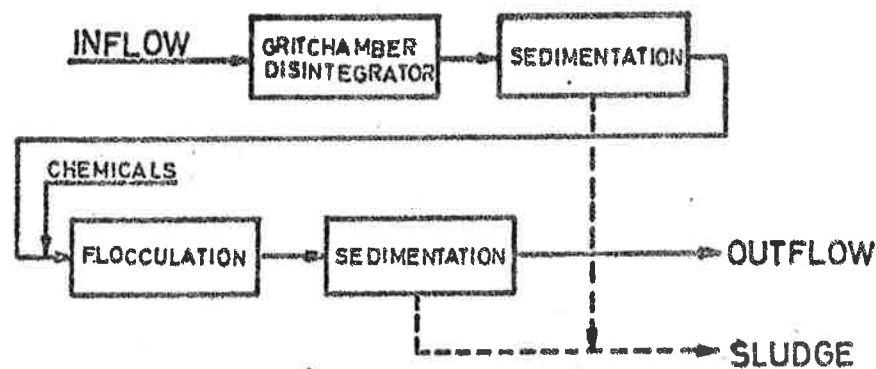 INFLOW
GRITCHAMBER
DISINTEGRATOR
SEDIMENTATION
CHEMICALS
FLOCCULATION
SEDIMENTATION
OUTFLOW
SLUDGE